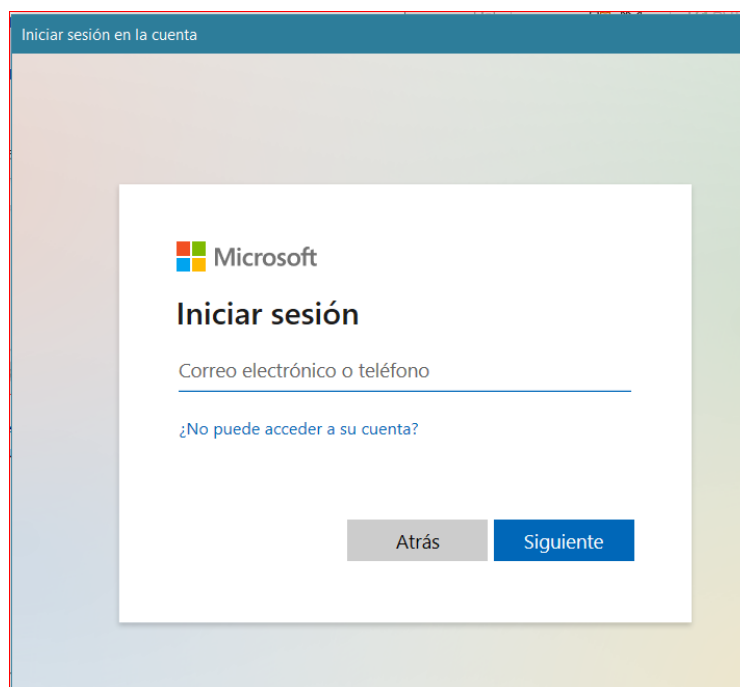 Iniciar sesión en la cuenta
Microsoft
Iniciar sesión
Correo electrónico o teléfono
¿No puede acceder a su cuenta?
Atrás
Siguiente